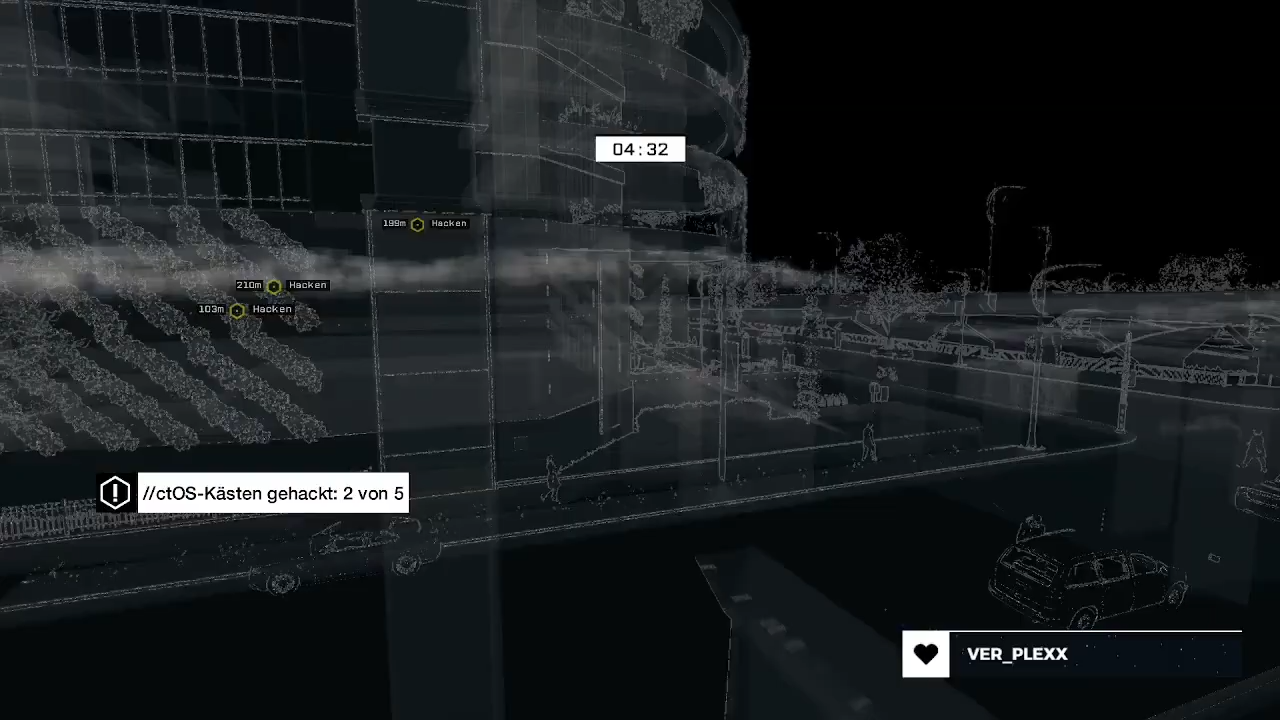 04:32
199m Hacken
210m Hacken
103m Hacken
//ctOS-Kästen gehackt: 2 von 5
VER_PLEXX